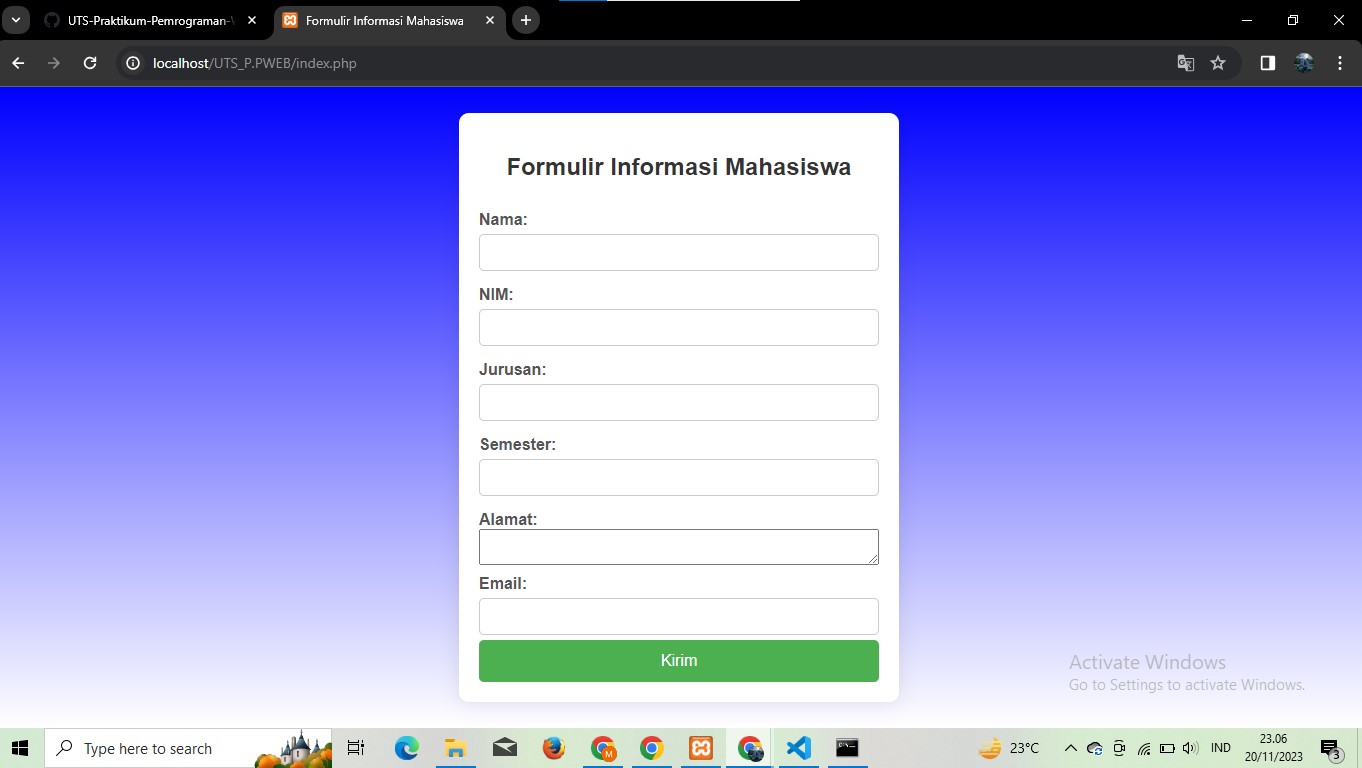 UTS-Praktikum-Pemrograman-
Formulir Informasi Mahasiswa
localhost/UTS_P.PWEB/index.php
Formulir Informasi Mahasiswa
Nama:
NIM:
Jurusan:
Semester:
Alamat:
Email:
Kirim
Activate Windows
Go to Settings to activate Windows.
Type here to search
M
23°C
IND
23.06
20/11/2023
3